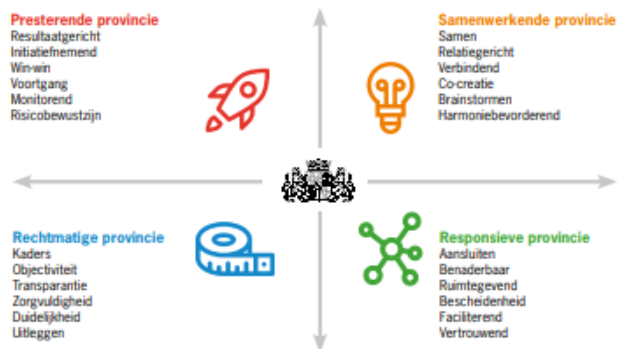 Presterende provincie
Resultaatgericht
Initiatiefnemend
Win-win
Voortgang
Monitorend
Risicobewustzijn
Samenwerkende provincie
Samen
Relatiegericht
Verbindend
Co-creatie
Brainstormen
Harmoniebevorderend
Rechtmatige provincie
Kaders
Objectiviteit
Transparantie
Zorgvuldigheid
Duidelijkheid
Uitleggen
Responsieve provincie
Aansluiten
Benaderbaar
Ruimtegevend
Bescheidenheid
Faciliterend
Vertrouwend